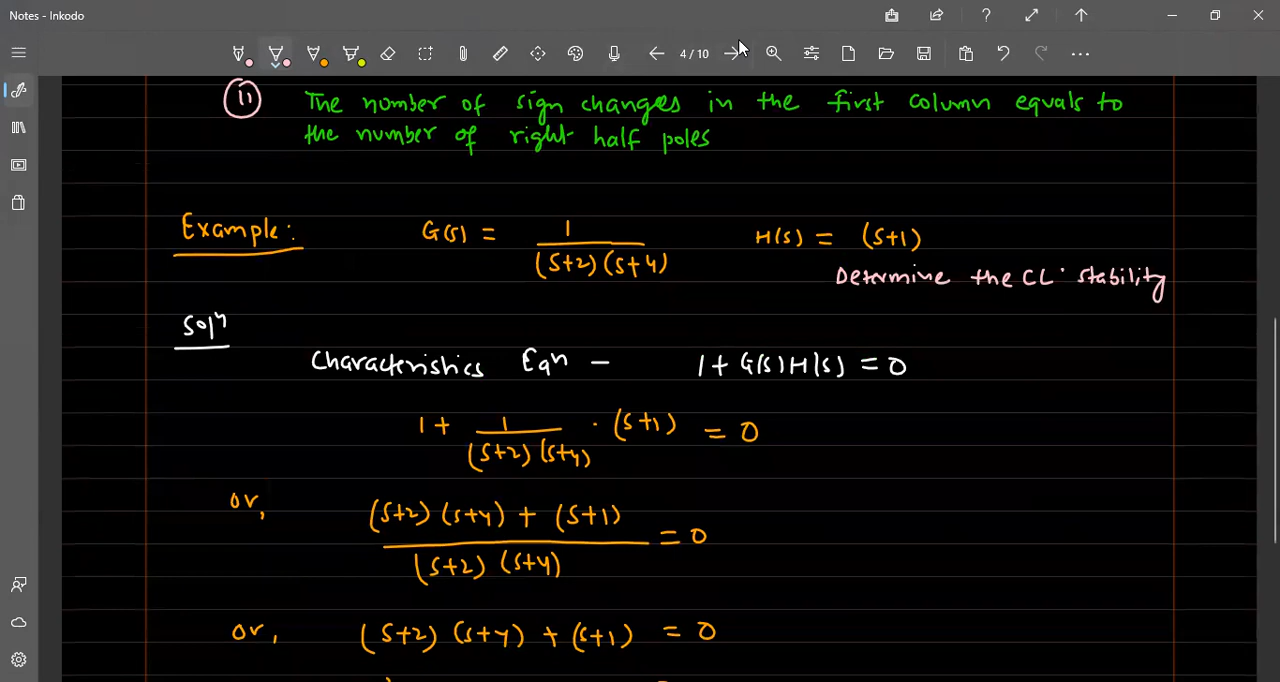 Notes - Inkodo
4/10
(ii) The number of sign changes in the first column equals to
the number of right half poles
Example: G(s) = 1 / (s+2)(s+4) H(s) = (s+1)
Determine the CL. stability
Solⁿ
Characteristics Eqn — 1 + G(s)H(s) = 0
1 + 1 / (s+2)(s+4) · (s+1) = 0
or, (s+2)(s+4) + (s+1) / (s+2)(s+4) = 0
or, (s+2)(s+4) + (s+1) = 0